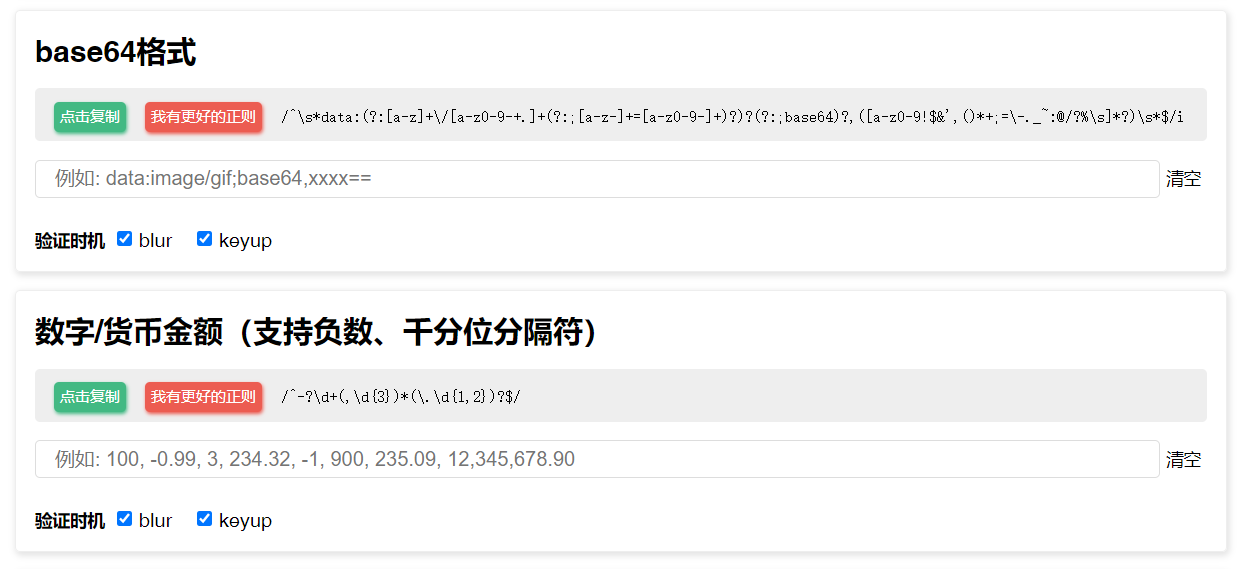 base64格式
点击复制 我有更好的正则 /^\s*data:(?:[a-z]+\/[a-z0-9-+.]+(?:;[a-z-]+=[a-z0-9-]+)?)?(?:;base64)?,([a-z0-9!$&',()*+;=\-._~:@/?%\s]*?)\s*$/i
例如: data:image/gif;base64,xxxx== 清空
验证时机 blur keyup
数字/货币金额（支持负数、千分位分隔符）
点击复制 我有更好的正则 /^-?\d+(,\d{3})*(\.\d{1,2})?$/
例如: 100, -0.99, 3, 234.32, -1, 900, 235.09, 12,345,678.90 清空
验证时机 blur keyup